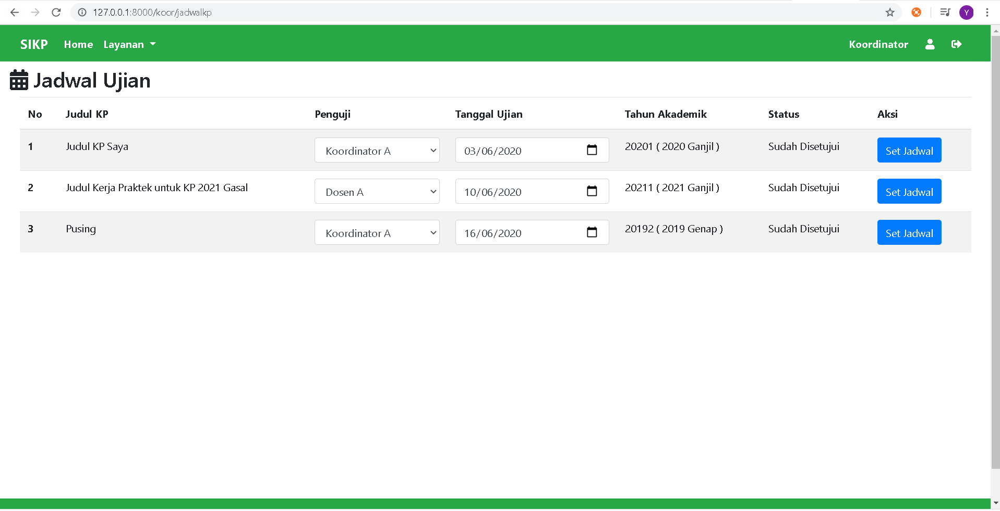 127.0.0.1:8000/koor/jadwalkp
Y
SIKP Home Layanan Koordinator
Jadwal Ujian
No Judul KP Penguji Tanggal Ujian Tahun Akademik Status Aksi
1 Judul KP Saya Koordinator A 03/06/2020 20201 ( 2020 Ganjil ) Sudah Disetujui Set Jadwal
2 Judul Kerja Praktek untuk KP 2021 Gasal Dosen A 10/06/2020 20211 ( 2021 Ganjil ) Sudah Disetujui Set Jadwal
3 Pusing Koordinator A 16/06/2020 20192 ( 2019 Genap ) Sudah Disetujui Set Jadwal